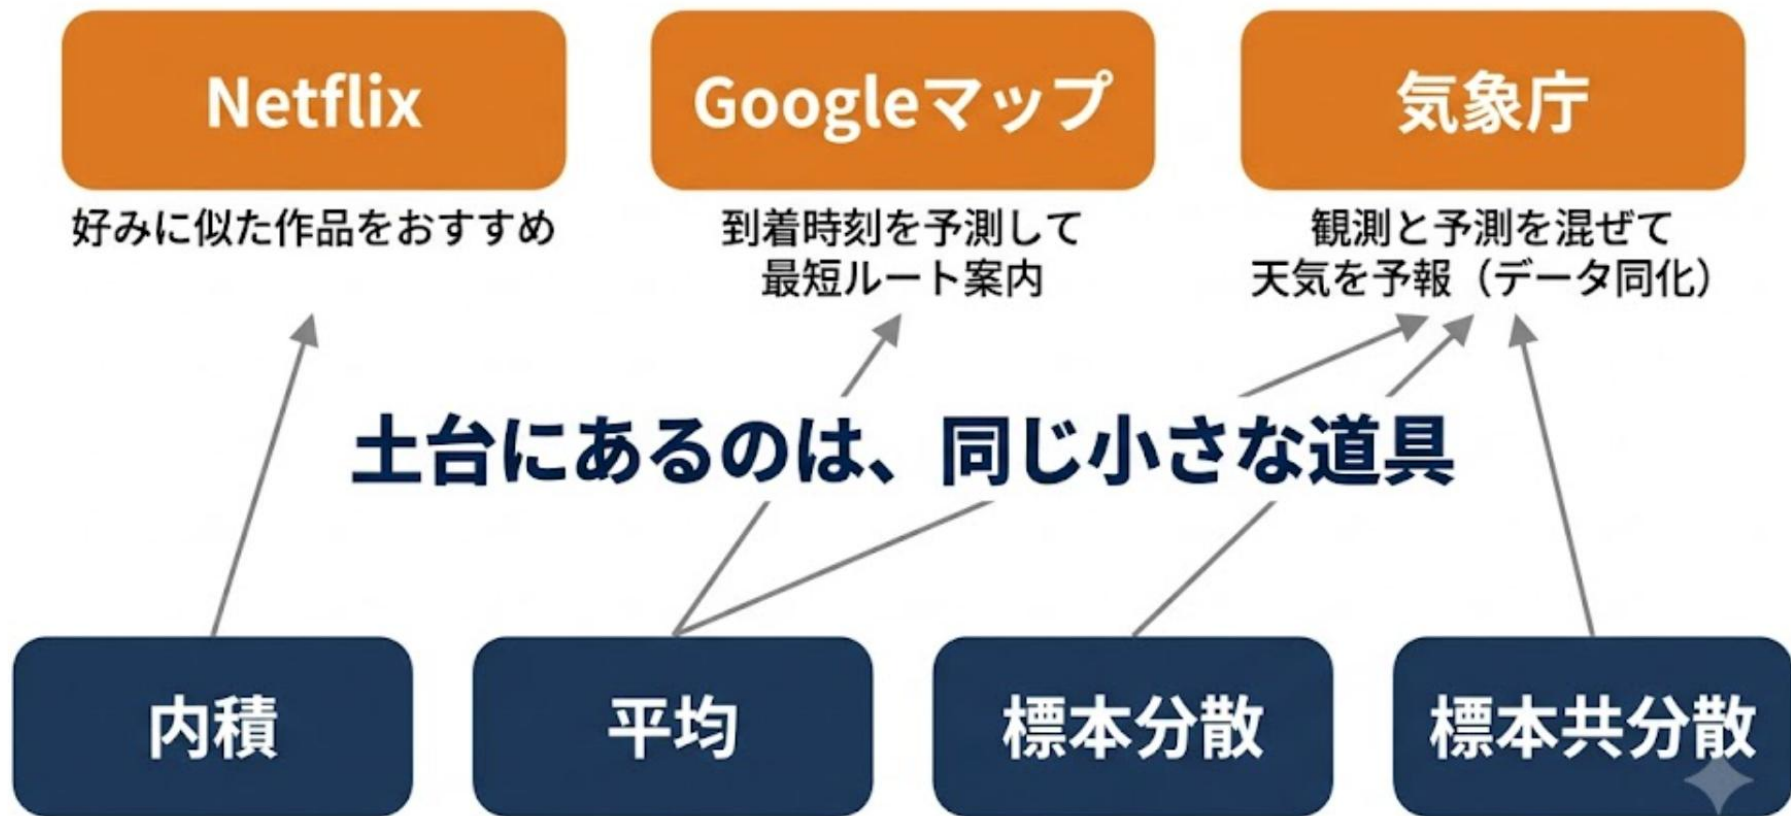 Netflix
Googleマップ
気象庁
好みに似た作品をおすすめ
到着時刻を予測して
最短ルート案内
観測と予測を混ぜて
天気を予報（データ同化）
土台にあるのは、同じ小さな道具
内積
平均
標本分散
標本共分散